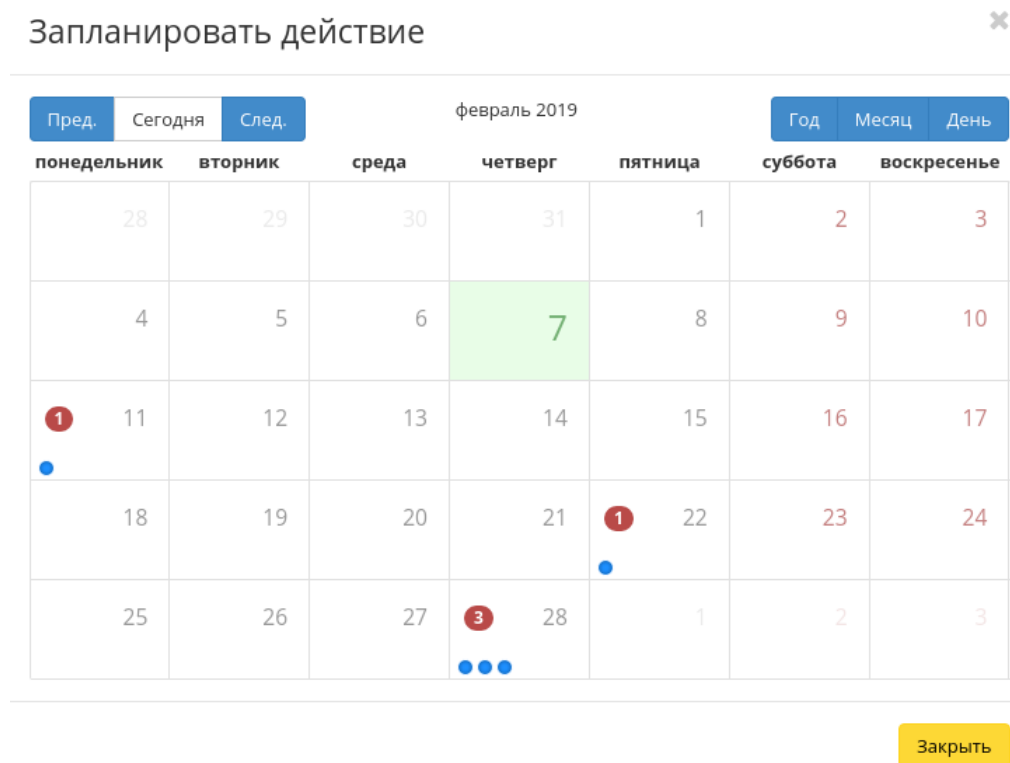 Запланировать действие
×
Пред. Сегодня След. февраль 2019 Год Месяц День
понедельник вторник среда четверг пятница суббота воскресенье
28 29 30 31 1 2 3
4 5 6 7 8 9 10
1 11 12 13 14 15 16 17
18 19 20 21 1 22 23 24
25 26 27 3 28 1 2 3
Закрыть